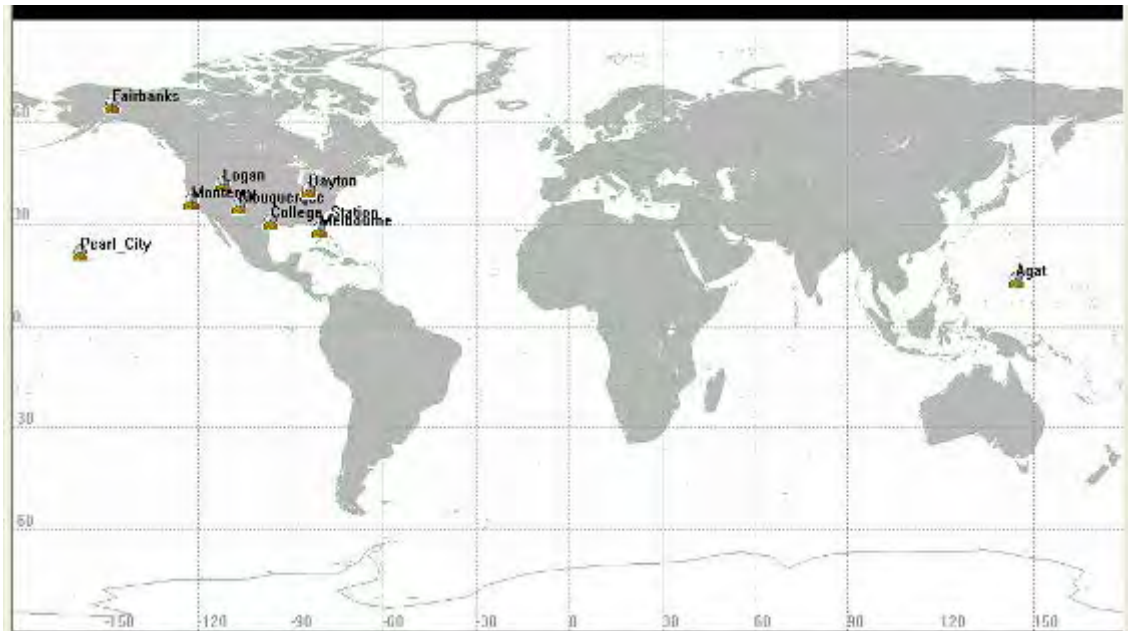 Fairbanks
60
Logan
Dayton
Monterey
Albuquerque
College_Station
Melbourne
30
Pearl_City
Agat
0
-30
-60
-150
-120
-90
-60
-30
0
30
60
90
120
150